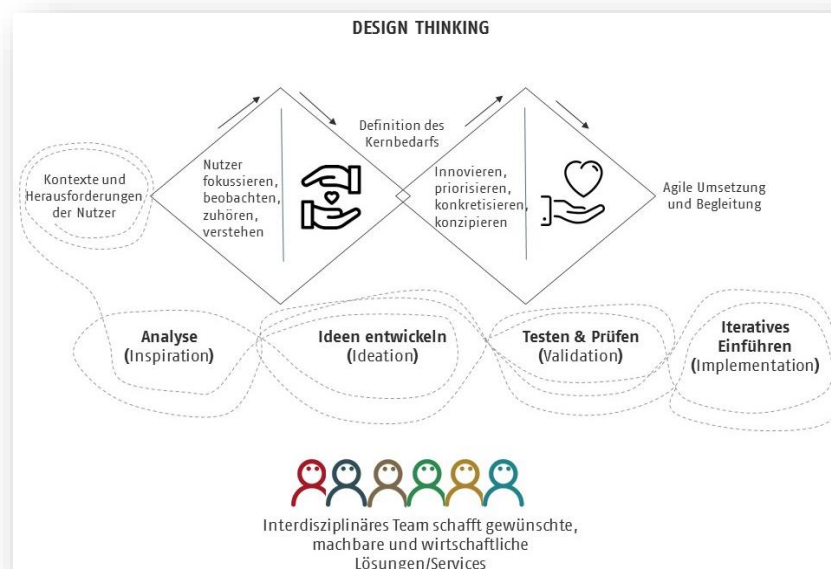 DESIGN THINKING
Kontexte und
Herausforderungen
der Nutzer
Nutzer
fokussieren,
beobachten,
zuhören,
verstehen
Definition des
Kernbedarfs
Innovieren,
priorisieren,
konkretisieren,
konzipieren
Agile Umsetzung
und Begleitung
Analyse
(Inspiration)
Ideen entwickeln
(Ideation)
Testen & Prüfen
(Validation)
Iteratives
Einführen
(Implementation)
Interdisziplinäres Team schafft gewünschte,
machbare und wirtschaftliche
Lösungen/Services